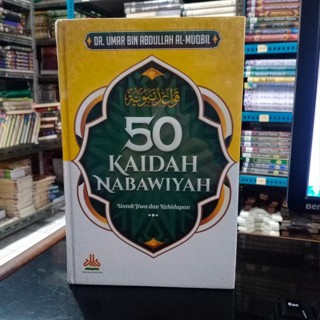 DR. UMAR BIN ABDULLAH AL-MUQBIL
قواعد نبوية
50
KAIDAH
NABAWIYAH
Untuk Jiwa dan Kehidupan